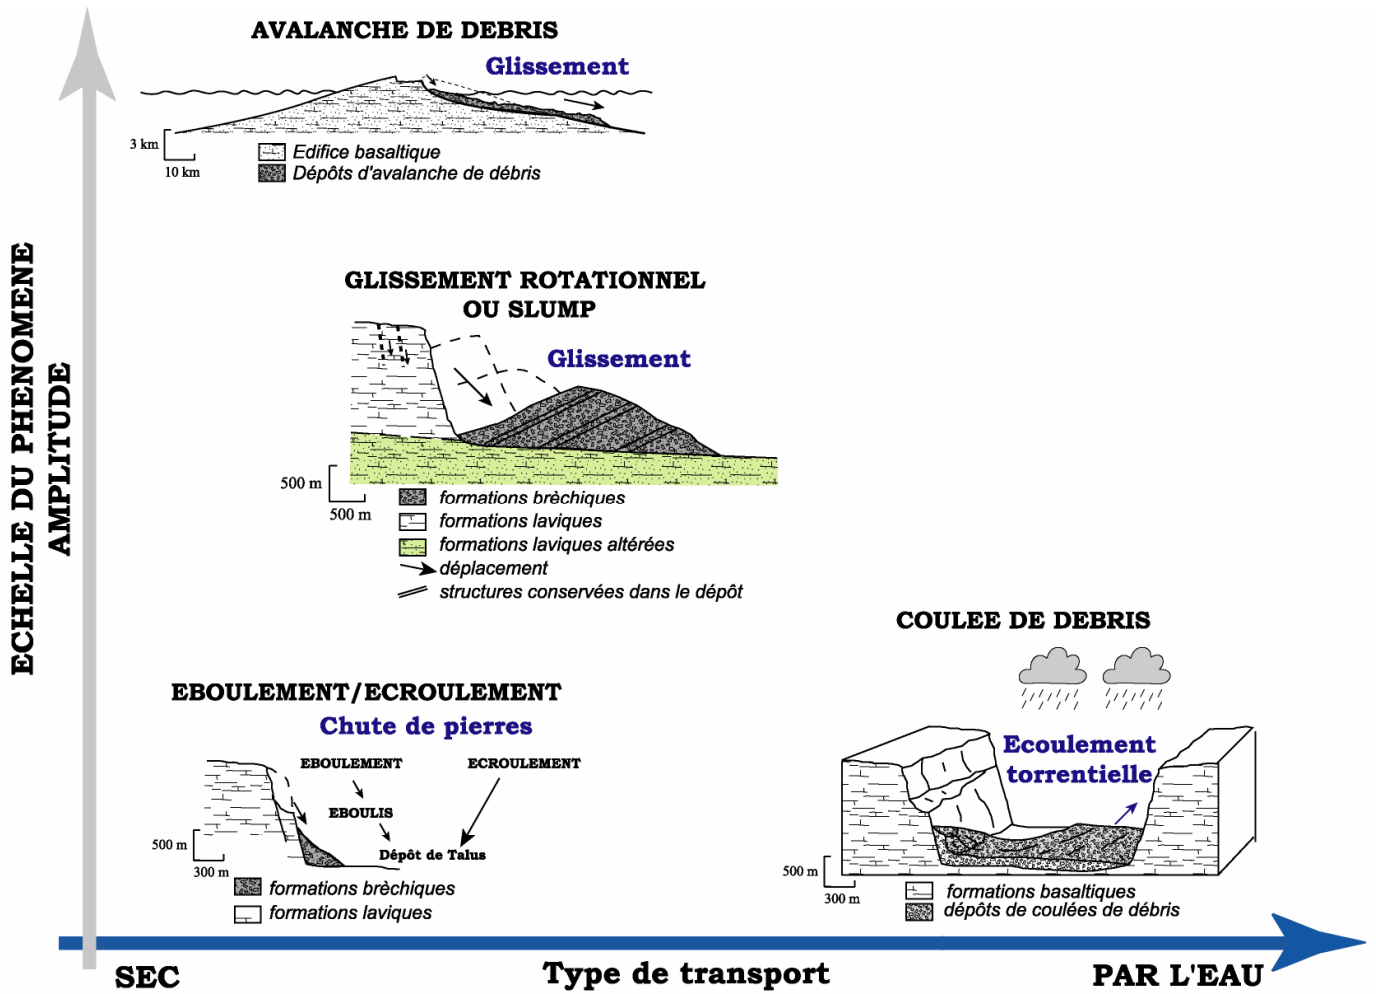 AVALANCHE DE DEBRIS
Glissement
3 km
10 km
Edifice basaltique
Dépôts d'avalanche de débris
ECHELLE DU PHENOMENE
AMPLITUDE
GLISSEMENT ROTATIONNEL
OU SLUMP
Glissement
500 m
500 m
formations brèchiques
formations laviques
formations laviques altérées
déplacement
structures conservées dans le dépôt
EBOULEMENT/ECROULEMENT
Chute de pierres
EBOULEMENT
ECROULEMENT
EBOULIS
Dépôt de Talus
500 m
300 m
formations brèchiques
formations laviques
COULEE DE DEBRIS
Ecoulement
torrentielle
500 m
300 m
formations basaltiques
dépôts de coulées de débris
SEC
Type de transport
PAR L'EAU